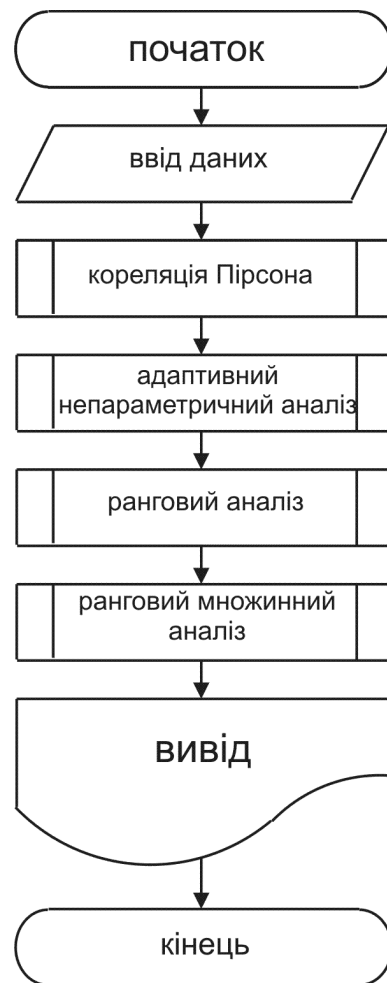 початок
ввід даних
кореляція Пірсона
адаптивний
непараметричний аналіз
ранговий аналіз
ранговий множинний
аналіз
вивід
кінець